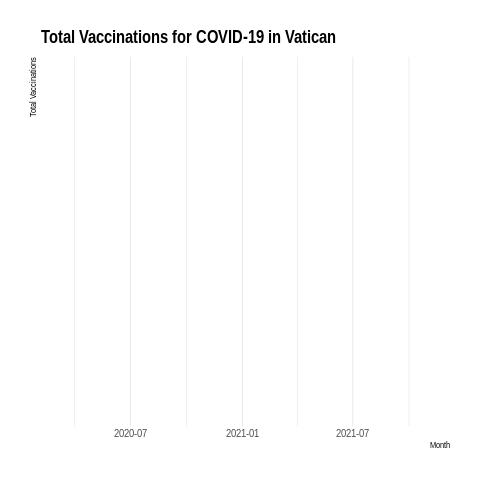 Total Vaccinations for COVID-19 in Vatican
Total Vaccinations
2020-07 2021-01 2021-07
Month